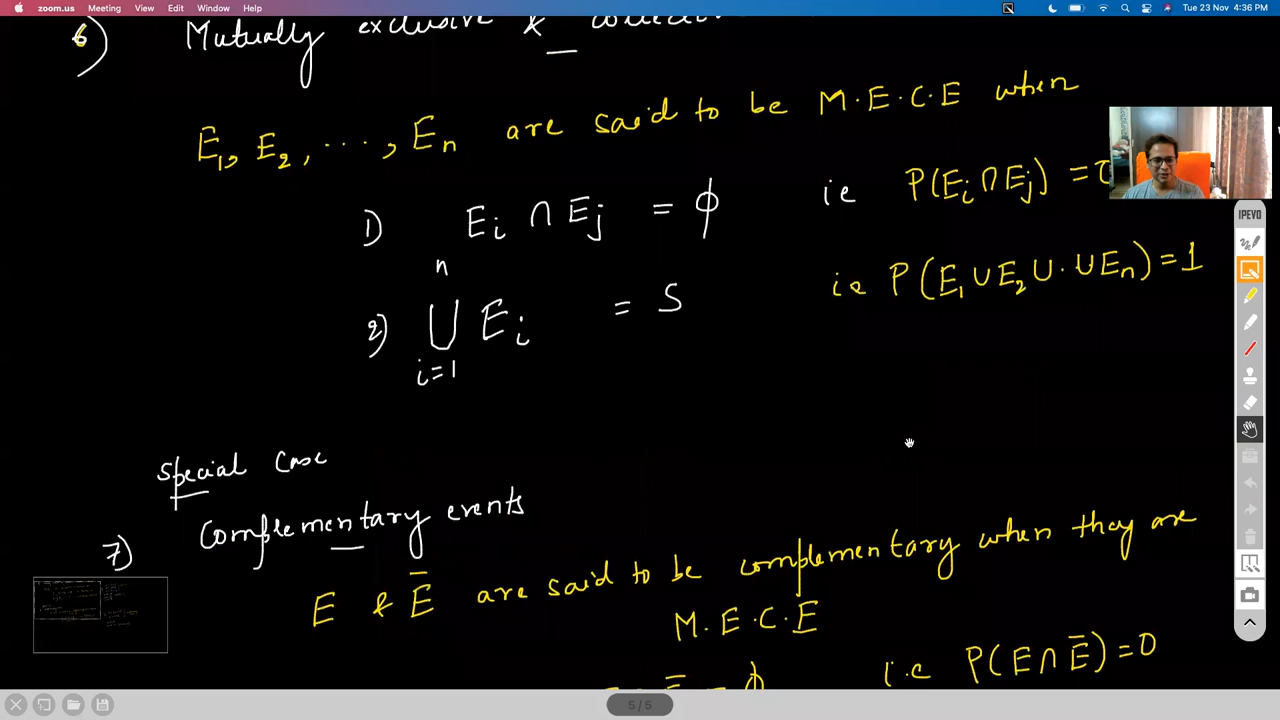 zoom.us Meeting View Edit Window Help Tue 23 Nov 4:36 PM
6) Mutually exclusive &
E₁, E₂, ..., Eₙ are said to be M.E.C.E when
1) Ei ∩ Ej = ϕ ie P(Ei ∩ Ej) =
2) n ∪ i=1 Ei = S ie P(E₁ ∪ E₂ ∪ . ∪ Eₙ) = 1
IPEVO
Special Case
7) Complementary events
E & Ē are said to be complementary when they are
M.E.C.E
i.e P(E ∩ Ē) = 0
5/5